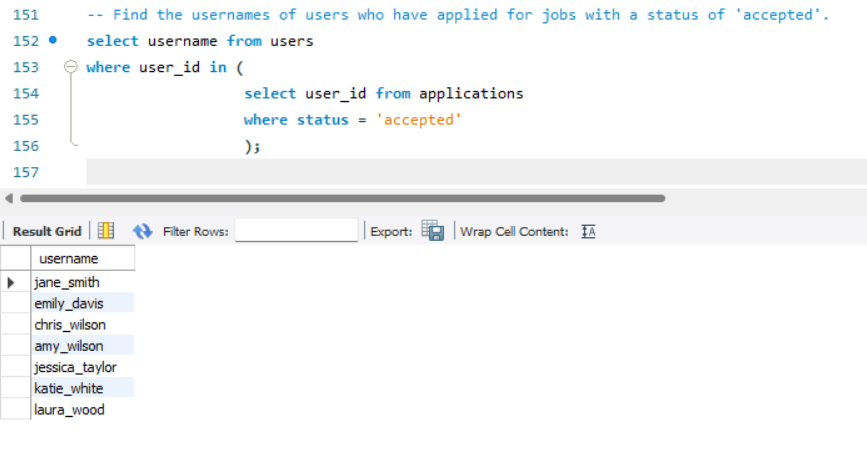 151 -- Find the usernames of users who have applied for jobs with a status of 'accepted'.
152 select username from users
153 where user_id in (
154 select user_id from applications
155 where status = 'accepted'
156 );
157
Result Grid Filter Rows: Export: Wrap Cell Content: IA
username
jane_smith
emily_davis
chris_wilson
amy_wilson
jessica_taylor
katie_white
laura_wood